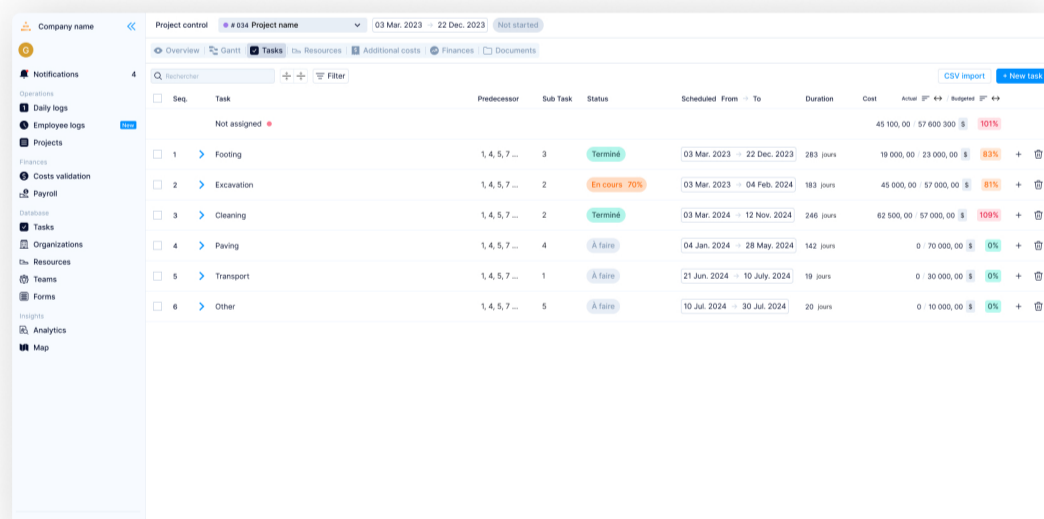 Company name
G
Notifications 4
Operations
Daily logs
Employee logs New
Projects
Finances
Costs validation
Payroll
Database
Tasks
Organizations
Resources
Teams
Forms
Insights
Analytics
Map
Project control # 034 Project name 03 Mar. 2023 → 22 Dec. 2023 Not started
Overview Gantt Tasks Resources Additional costs Finances Documents
Rechercher Filter CSV import + New task
Seq. Task Predecessor Sub Task Status Scheduled From → To Duration Cost Actual / Budgeted
Not assigned 45 100, 00 / 57 600 300 $ 101%
1 Footing 1, 4, 5, 7 ... 3 Terminé 03 Mar. 2023 → 22 Dec. 2023 283 jours 19 000, 00 / 23 000, 00 $ 83%
2 Excavation 1, 4, 5, 7 ... 2 En cours 70% 03 Mar. 2023 → 04 Feb. 2024 183 jours 45 000, 00 / 57 000, 00 $ 81%
3 Cleaning 1, 4, 5, 7 ... 2 Terminé 03 Mar. 2024 → 12 Nov. 2024 246 jours 62 500, 00 / 57 000, 00 $ 109%
4 Paving 1, 4, 5, 7 ... 4 À faire 04 Jan. 2024 → 28 May. 2024 142 jours 0 / 70 000, 00 $ 0%
5 Transport 1, 4, 5, 7 ... 1 À faire 21 Jun. 2024 → 10 July. 2024 19 jours 0 / 30 000, 00 $ 0%
6 Other 1, 4, 5, 7 ... 5 À faire 10 Jul. 2024 → 30 Jul. 2024 20 jours 0 / 10 000, 00 $ 0%